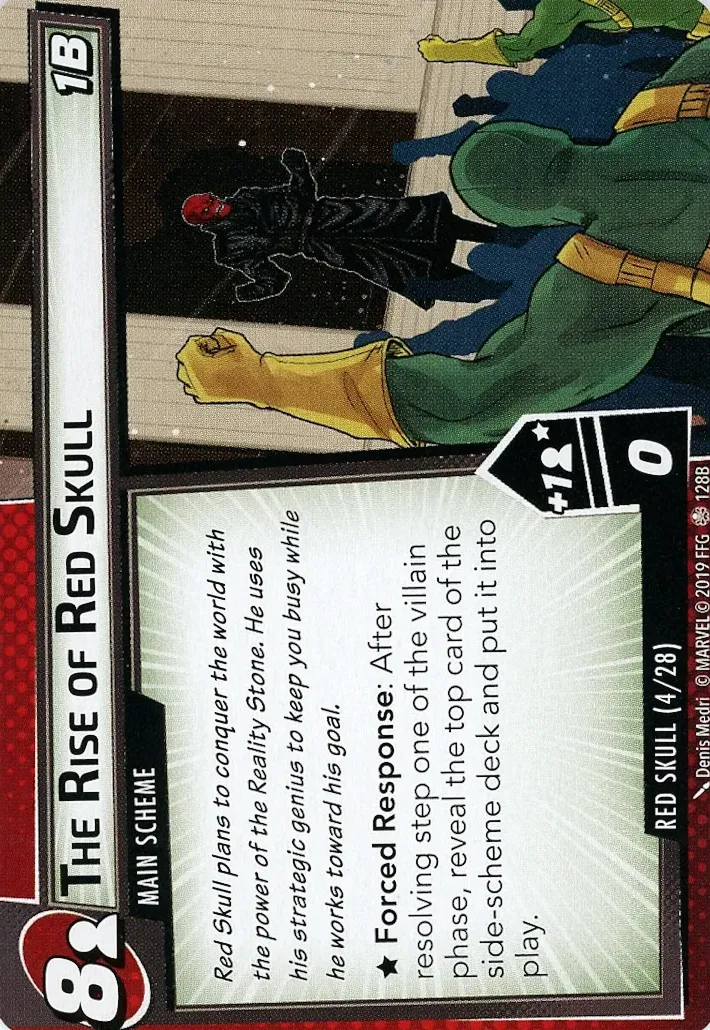 8
THE RISE OF RED SKULL
1B
MAIN SCHEME
Red Skull plans to conquer the world with
the power of the Reality Stone. He uses
his strategic genius to keep you busy while
he works toward his goal.
★ Forced Response: After
resolving step one of the villain
phase, reveal the top card of the
side-scheme deck and put it into
play.
+1
0
RED SKULL (4/28)
Denis Medri © MARVEL © 2019 FFG 128B